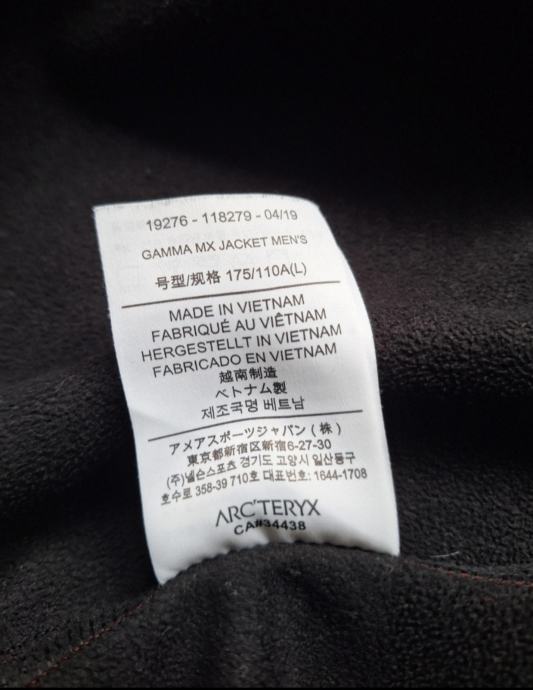 19276 - 118279 - 04/19
GAMMA MX JACKET MEN'S
号型/规格 175/110A(L)
MADE IN VIETNAM
FABRIQUÉ AU VIÊTNAM
HERGESTELLT IN VIETNAM
FABRICADO EN VIETNAM
越南制造
ベトナム製
제조국명 베트남
アメアスポーツジャパン(株)
東京都新宿区新宿6-27-30
(주)넬슨스포츠 경기도 고양시 일산동구
호수로 358-39 710호 대표번호: 1644-1708
ARC'TERYX
CA#34438